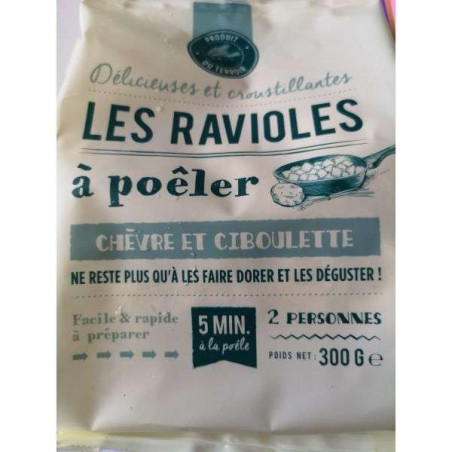 PRODUIT
DU TERROIR
Délicieuses et croustillantes
LES RAVIOLES
à poêler
CHÈVRE ET CIBOULETTE
NE RESTE PLUS QU'À LES FAIRE DORER ET LES DÉGUSTER !
Facile & rapide
à préparer
5 MIN.
à la poêle
2 PERSONNES
POIDS NET : 300 G e